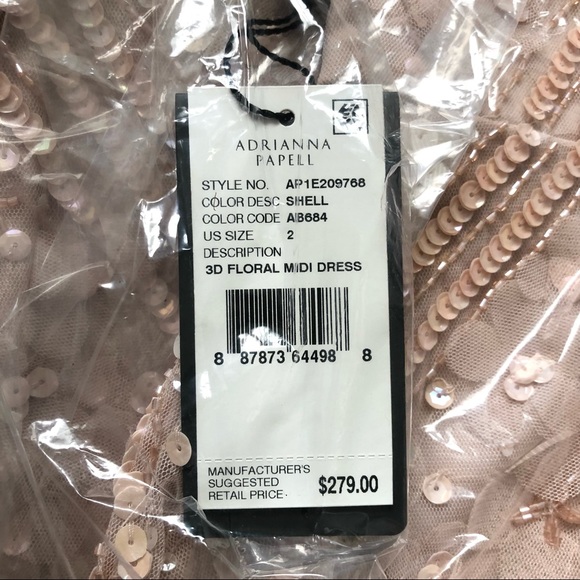 ADRIANNA
PAPELL
STYLE NO. AP1E209768
COLOR DESC SHELL
COLOR CODE AB684
US SIZE 2
DESCRIPTION
3D FLORAL MIDI DRESS
8 87873 64498 8
MANUFACTURER'S
SUGGESTED
RETAIL PRICE· $279.00